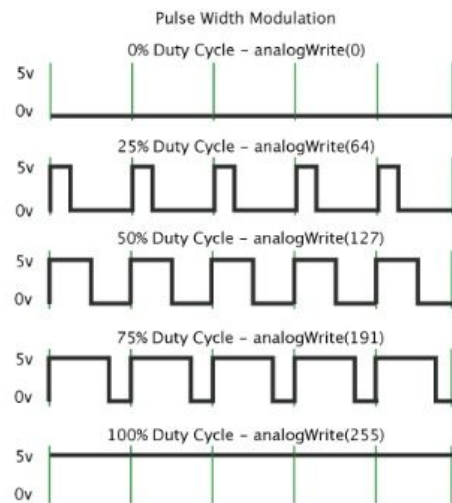 Pulse Width Modulation
0% Duty Cycle – analogWrite(0)
5v
0v
25% Duty Cycle – analogWrite(64)
5v
0v
50% Duty Cycle – analogWrite(127)
5v
0v
75% Duty Cycle – analogWrite(191)
5v
0v
100% Duty Cycle – analogWrite(255)
5v
0v